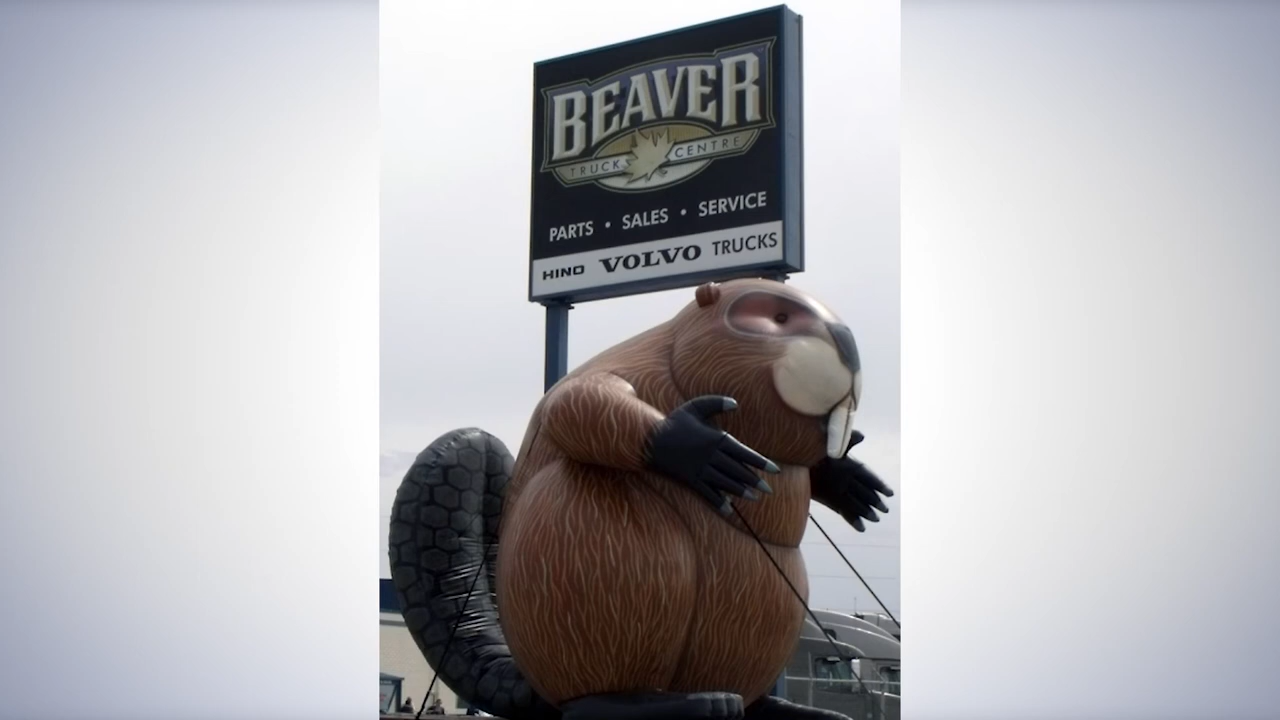 BEAVER
TRUCK CENTRE
PARTS • SALES • SERVICE
HINO VOLVO TRUCKS